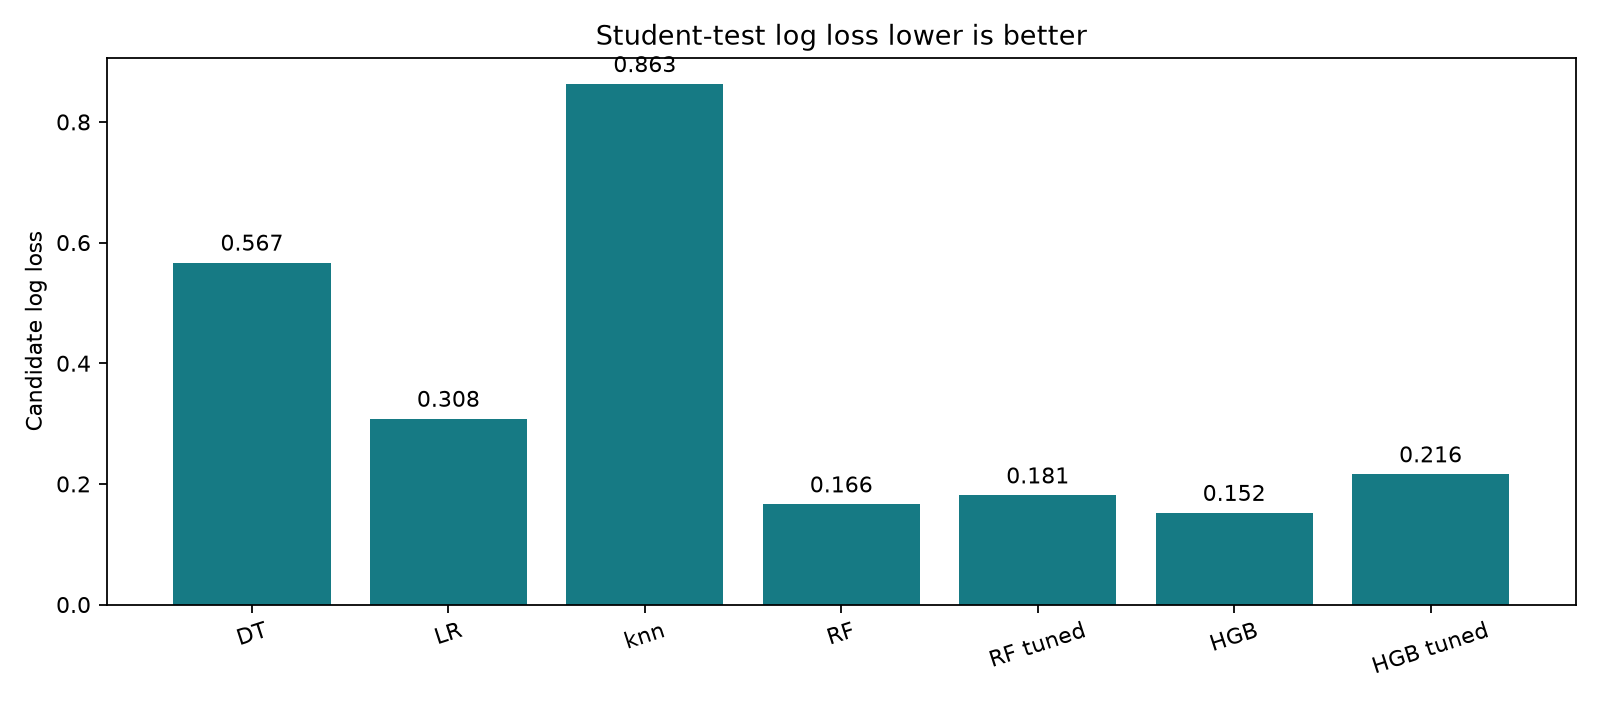 Student-test log loss lower is better
0.863
0.8
0.567
0.6
Candidate log loss
0.308
0.4
0.216
0.166
0.181
0.152
0.2
0.0
DT
LR
knn
RF
RF tuned
HGB
HGB tuned